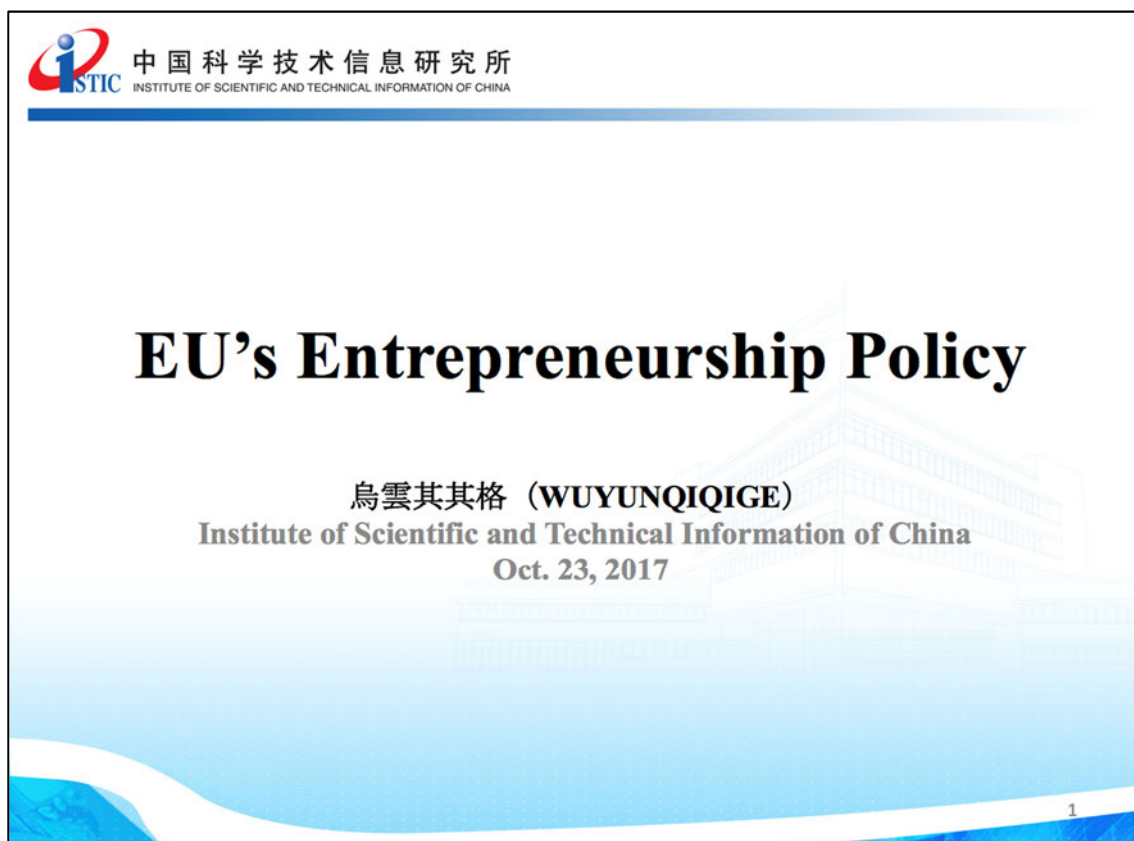 iSTIC
中国科学技术信息研究所
INSTITUTE OF SCIENTIFIC AND TECHNICAL INFORMATION OF CHINA
EU’s Entrepreneurship Policy
烏雲其其格（WUYUNQIQIGE）
Institute of Scientific and Technical Information of China
Oct. 23, 2017
1